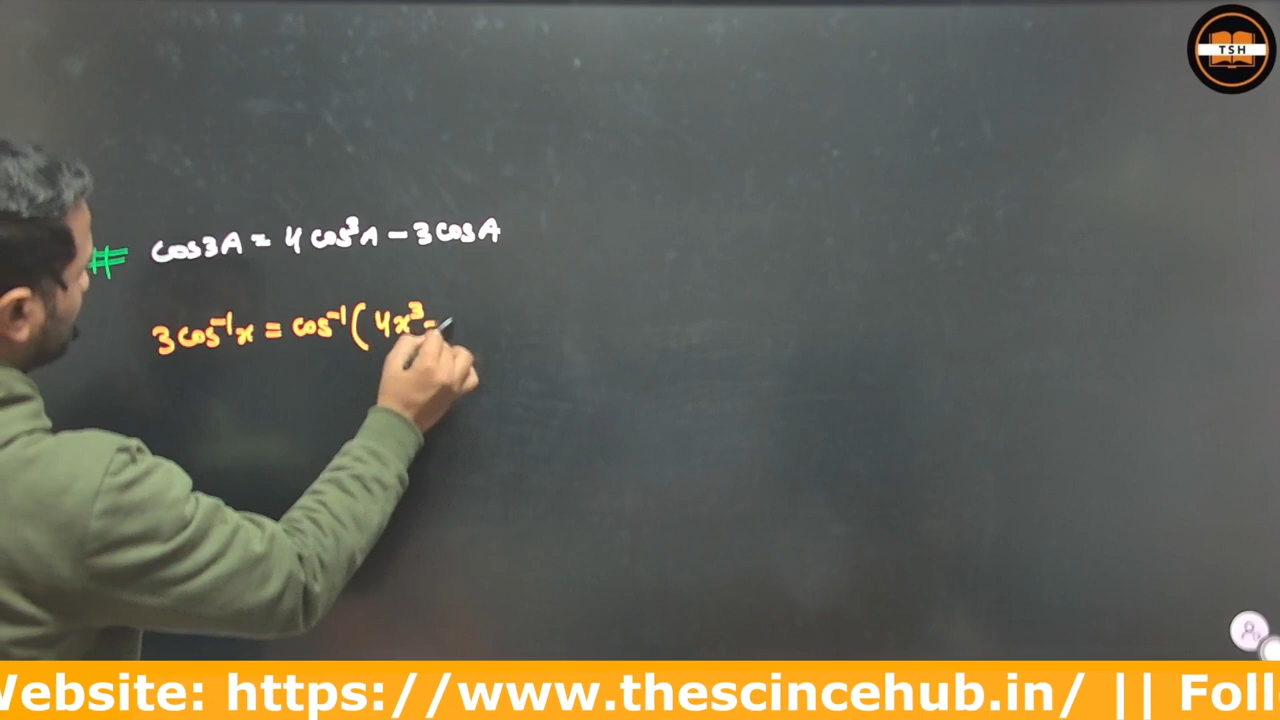 TSH
# cos3A = 4cos³A - 3cosA
3cos⁻¹x = cos⁻¹(4x³-
Website: https://www.thescincehub.in/ || Foll